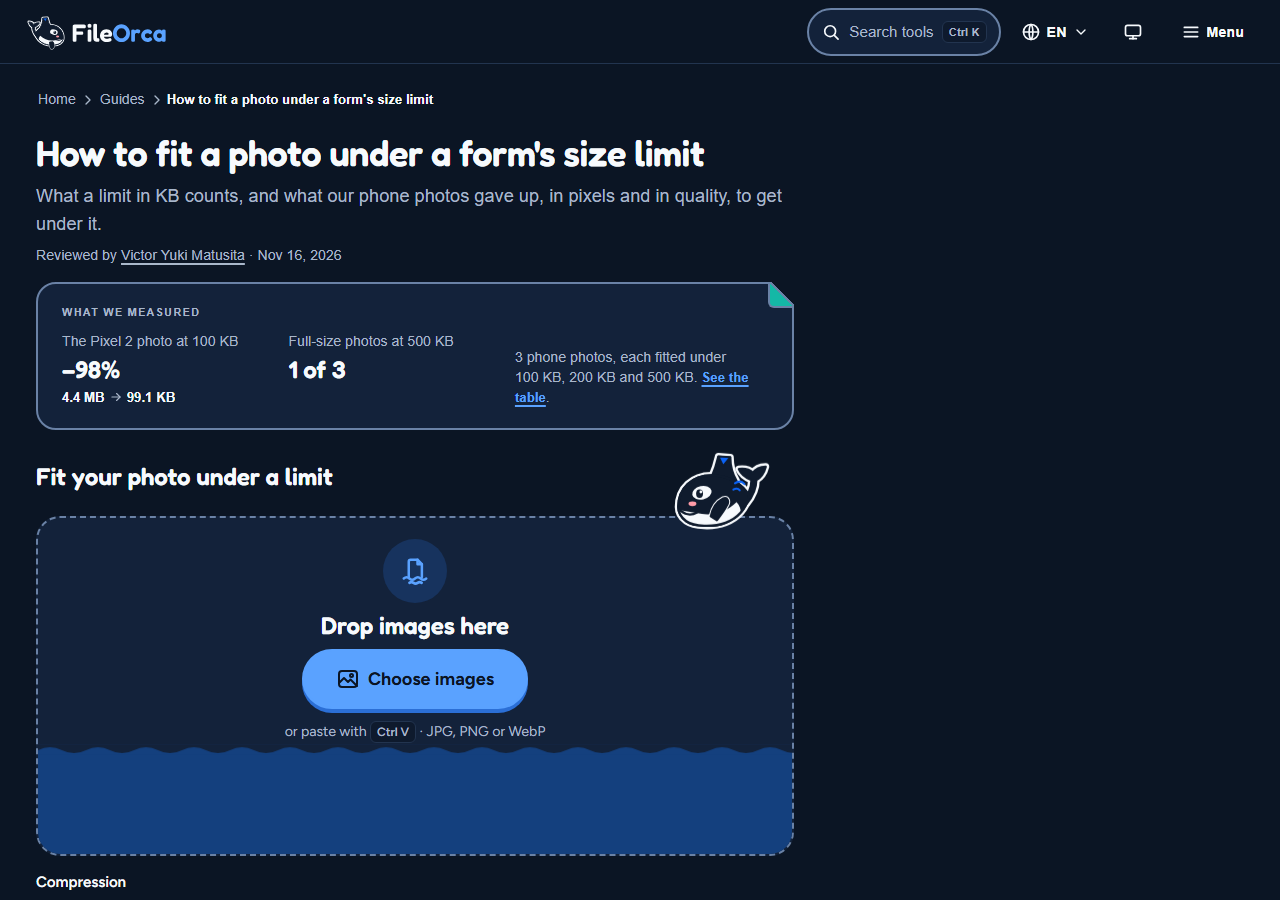 FileOrca
Search tools Ctrl K
EN
Menu
Home > Guides > How to fit a photo under a form's size limit
How to fit a photo under a form's size limit
What a limit in KB counts, and what our phone photos gave up, in pixels and in quality, to get
under it.
Reviewed by Victor Yuki Matusita · Nov 16, 2026
WHAT WE MEASURED
The Pixel 2 photo at 100 KB
–98%
4.4 MB → 99.1 KB
Full-size photos at 500 KB
1 of 3
3 phone photos, each fitted under
100 KB, 200 KB and 500 KB. See the
table.
Fit your photo under a limit
Drop images here
Choose images
or paste with Ctrl V · JPG, PNG or WebP
Compression